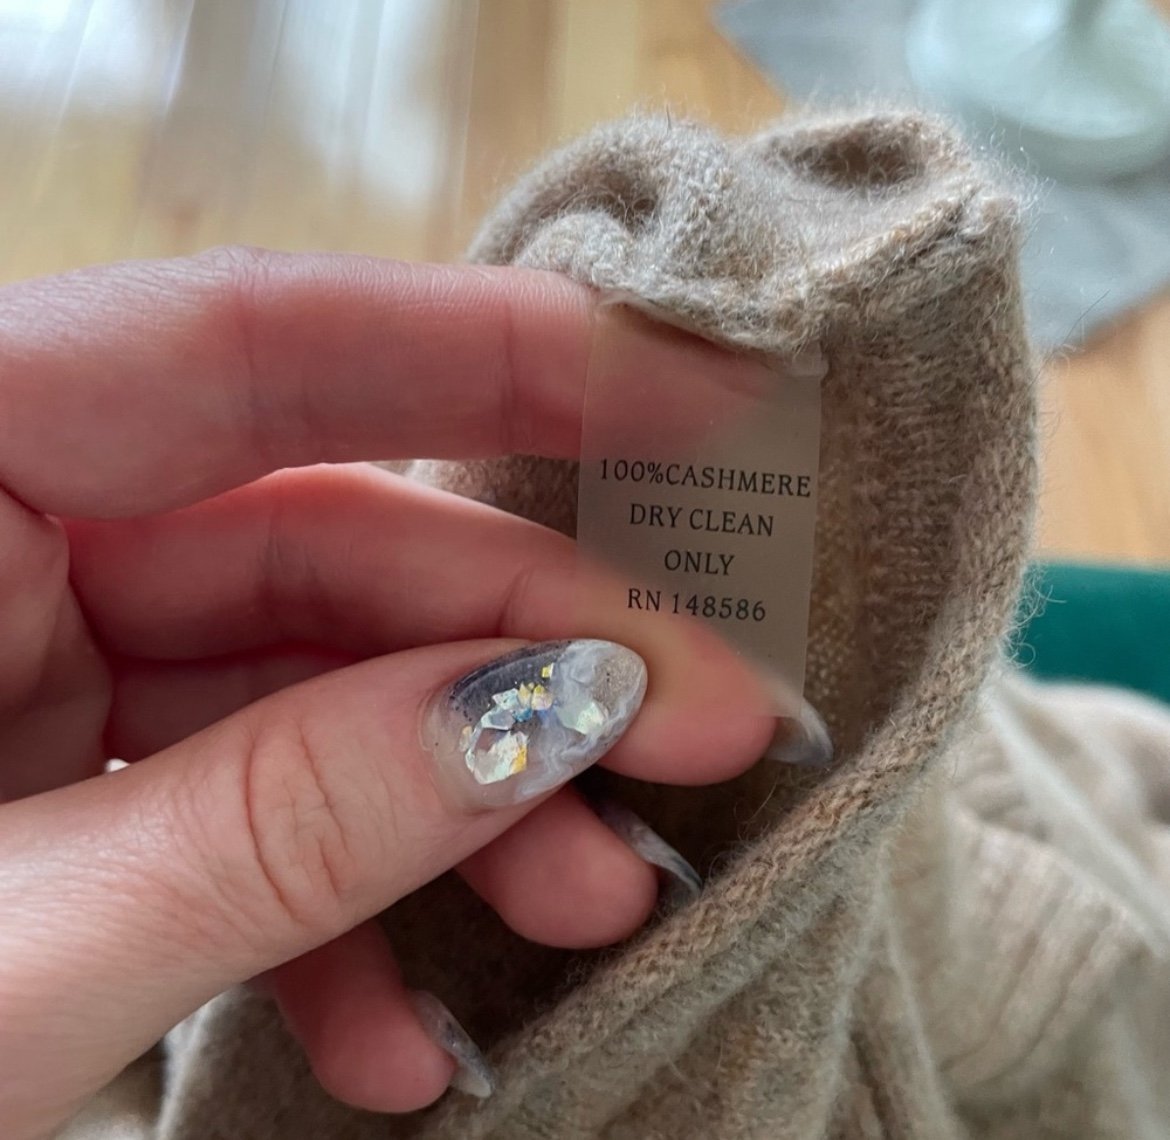 100%CASHMERE
DRY CLEAN
ONLY
RN 148586